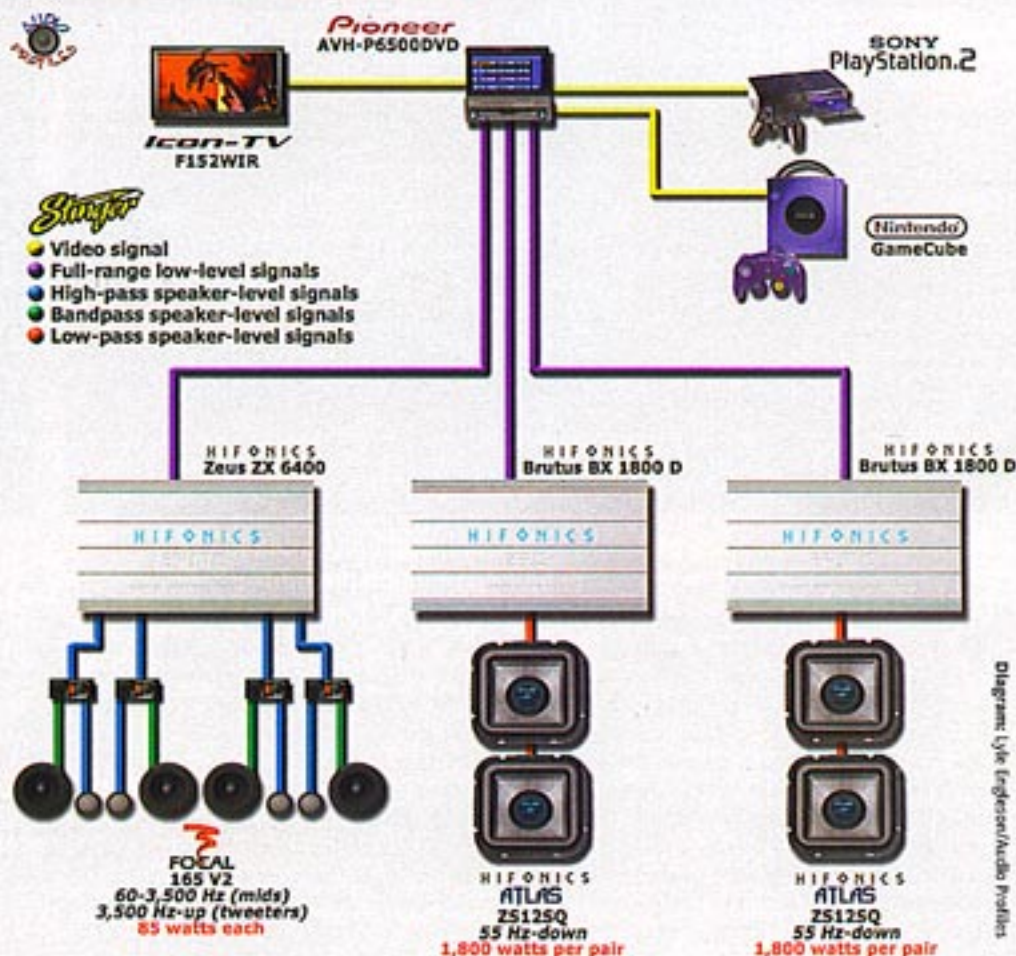 AUDIO
PROFILES
Pioneer
AVH-P6500DVD
SONY
PlayStation.2
Icon-TV
F152WIR
Nintendo
GameCube
Stinger
Video signal
Full-range low-level signals
High-pass speaker-level signals
Bandpass speaker-level signals
Low-pass speaker-level signals
HIFONICS
Zeus ZX 6400
HIFONICS
Brutus BX 1800 D
HIFONICS
Brutus BX 1800 D
HIFONICS
HIFONICS
HIFONICS
FOCAL
165 V2
60-3,500 Hz (mids)
3,500 Hz-up (tweeters)
85 watts each
HIFONICS
ATLAS
ZS12SQ
55 Hz-down
1,800 watts per pair
HIFONICS
ATLAS
ZS12SQ
55 Hz-down
1,800 watts per pair
Diagram: Lyle Engleson/Audio Profiles